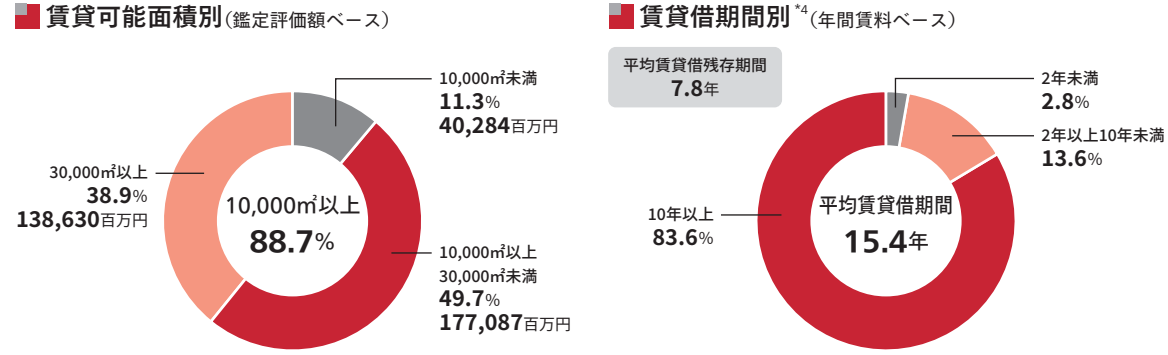 賃貸可能面積別(鑑定評価額ベース)
10,000㎡未満
11.3%
40,284百万円
30,000㎡以上
38.9%
138,630百万円
10,000㎡以上
88.7%
10,000㎡以上
30,000㎡未満
49.7%
177,087百万円
賃貸借期間別*4(年間賃料ベース)
平均賃貸借残存期間
7.8年
2年未満
2.8%
2年以上10年未満
13.6%
10年以上
83.6%
平均賃貸借期間
15.4年